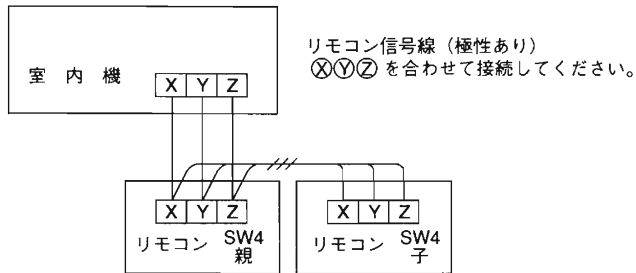 リモコン信号線（極性あり）
ⓍⓎⓏ を合わせて接続してください。
室内機
X Y Z
X Y Z
リモコン SW4
親
X Y Z
リモコン SW4
子